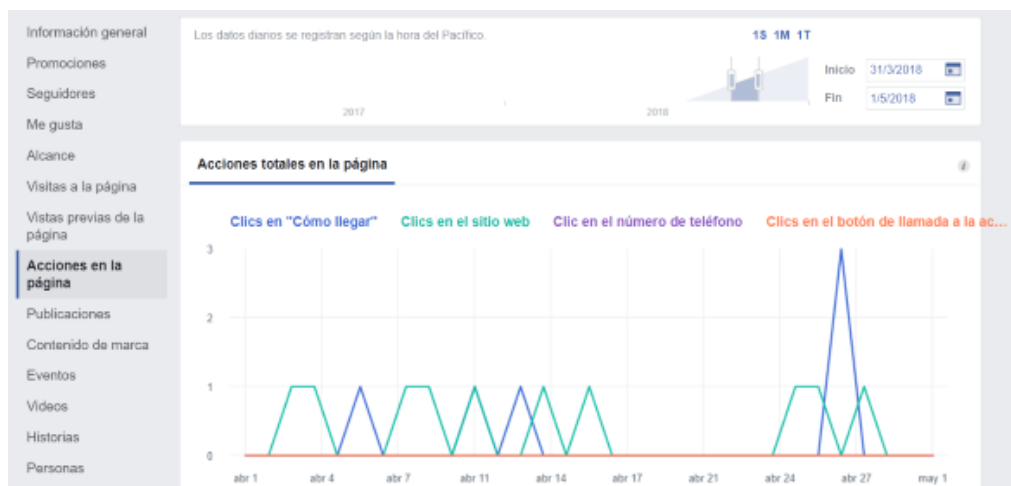 Información general
Promociones
Seguidores
Me gusta
Alcance
Visitas a la página
Vistas previas de la
página
Acciones en la
página
Publicaciones
Contenido de marca
Eventos
Videos
Historias
Personas
Los datos diarios se registran según la hora del Pacífico.
1S 1M 1T
Inicio 31/3/2018
Fin 1/5/2018
2017 2018
Acciones totales en la página
i
Clics en "Cómo llegar" Clics en el sitio web Clic en el número de teléfono Clics en el botón de llamada a la ac...
3
2
1
0
abr 1 abr 4 abr 7 abr 11 abr 14 abr 17 abr 21 abr 24 abr 27 may 1